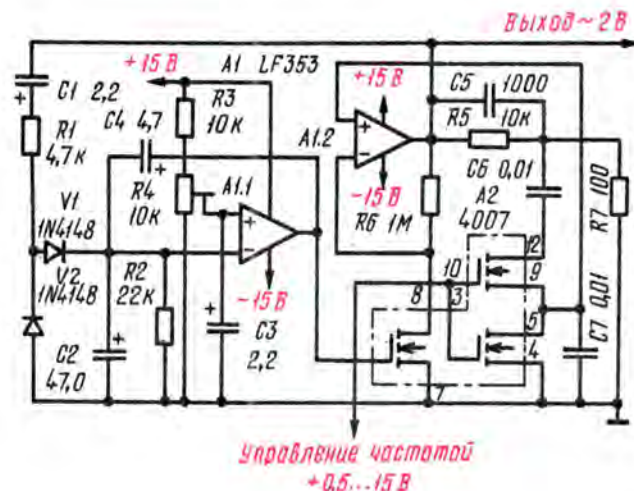 Выход~2 В
+15 В
A1 LF353
C1 2,2
C4 4,7
R3
10к
R1
4,7к
R4
10к
A1.1
A1.2
+15 В
-15 В
C5 1000
R5 10к
C6 0,01
A2
4007
R6 1М
R7 100
V1
1N4148
V2
1N4148
R2
22к
C2
47,0
-15 В
C3
2,2
+
-
+
-
+
+
+
+
12
10
9
3
8
5
4
7
C7 0,01
Управление частотой
+0,5...15 В